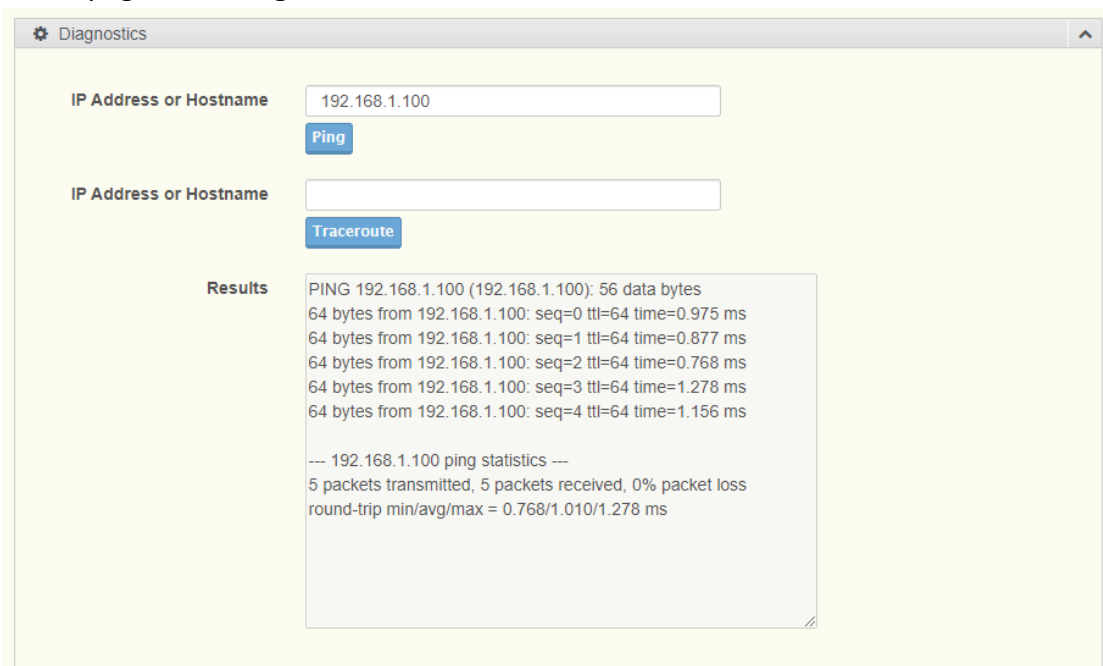 Diagnostics
IP Address or Hostname
192.168.1.100
Ping
IP Address or Hostname
Traceroute
Results
PING 192.168.1.100 (192.168.1.100): 56 data bytes
64 bytes from 192.168.1.100: seq=0 ttl=64 time=0.975 ms
64 bytes from 192.168.1.100: seq=1 ttl=64 time=0.877 ms
64 bytes from 192.168.1.100: seq=2 ttl=64 time=0.768 ms
64 bytes from 192.168.1.100: seq=3 ttl=64 time=1.278 ms
64 bytes from 192.168.1.100: seq=4 ttl=64 time=1.156 ms
--- 192.168.1.100 ping statistics ---
5 packets transmitted, 5 packets received, 0% packet loss
round-trip min/avg/max = 0.768/1.010/1.278 ms